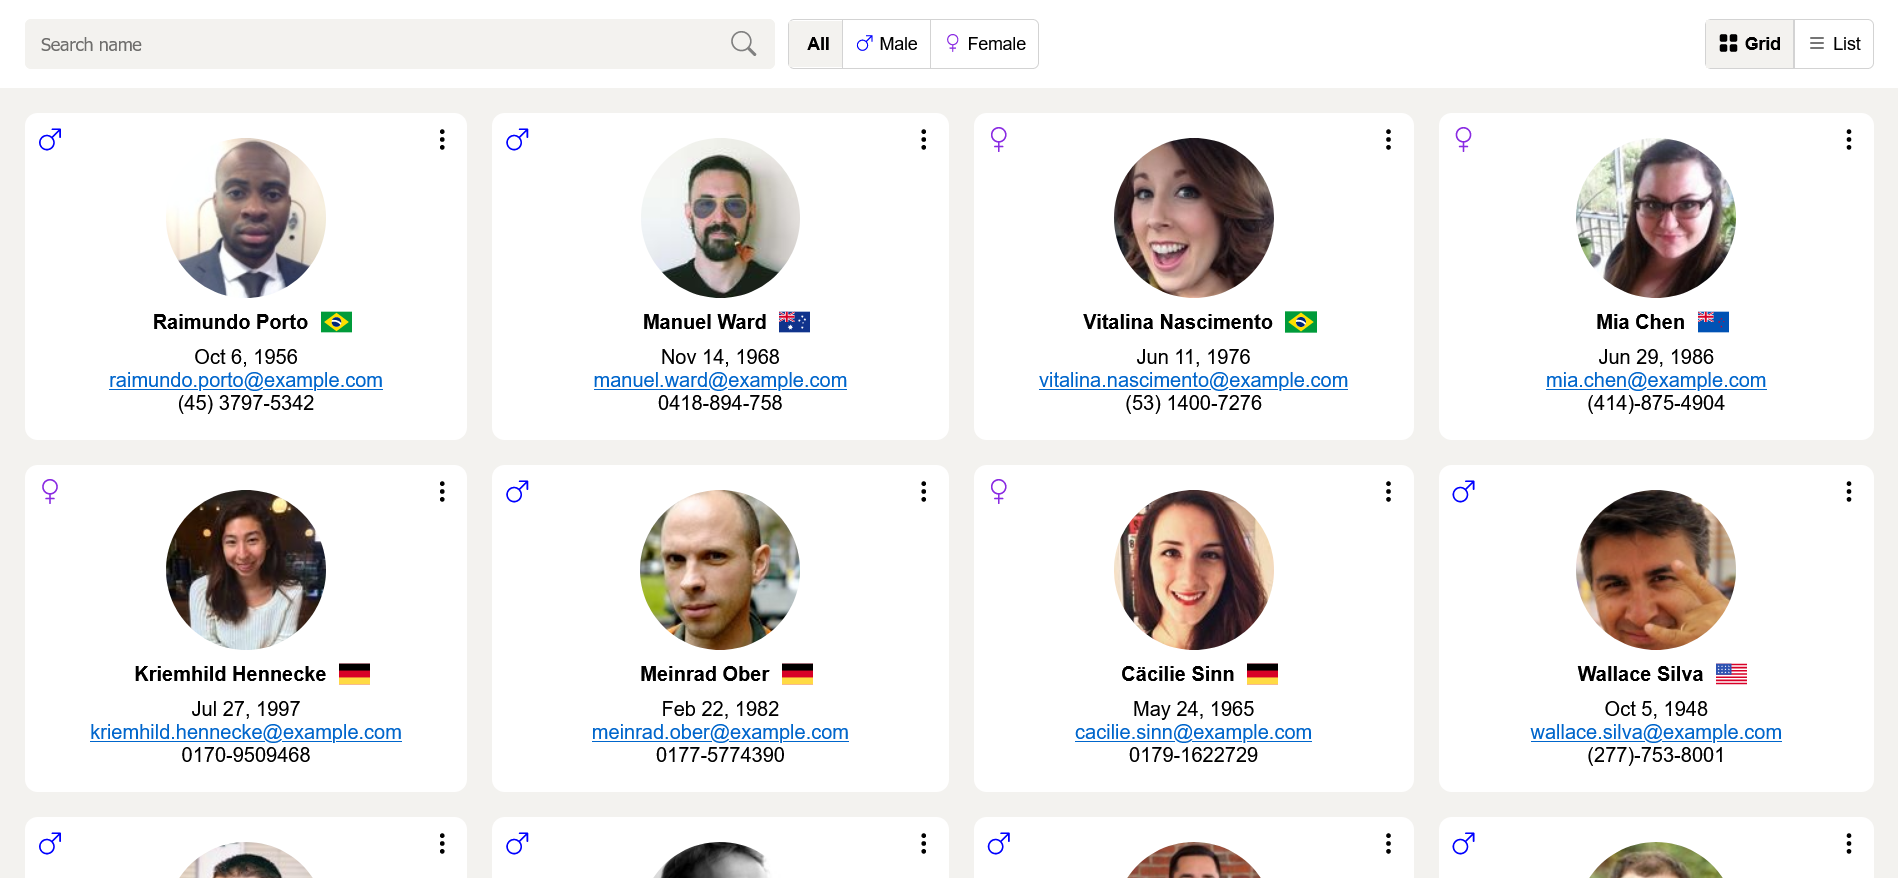 Search name
All
Male
Female
Grid
List
Raimundo Porto
Oct 6, 1956
raimundo.porto@example.com
(45) 3797-5342
Manuel Ward
Nov 14, 1968
manuel.ward@example.com
0418-894-758
Vitalina Nascimento
Jun 11, 1976
vitalina.nascimento@example.com
(53) 1400-7276
Mia Chen
Jun 29, 1986
mia.chen@example.com
(414)-875-4904
Kriemhild Hennecke
Jul 27, 1997
kriemhild.hennecke@example.com
0170-9509468
Meinrad Ober
Feb 22, 1982
meinrad.ober@example.com
0177-5774390
Cäcilie Sinn
May 24, 1965
cacilie.sinn@example.com
0179-1622729
Wallace Silva
Oct 5, 1948
wallace.silva@example.com
(277)-753-8001